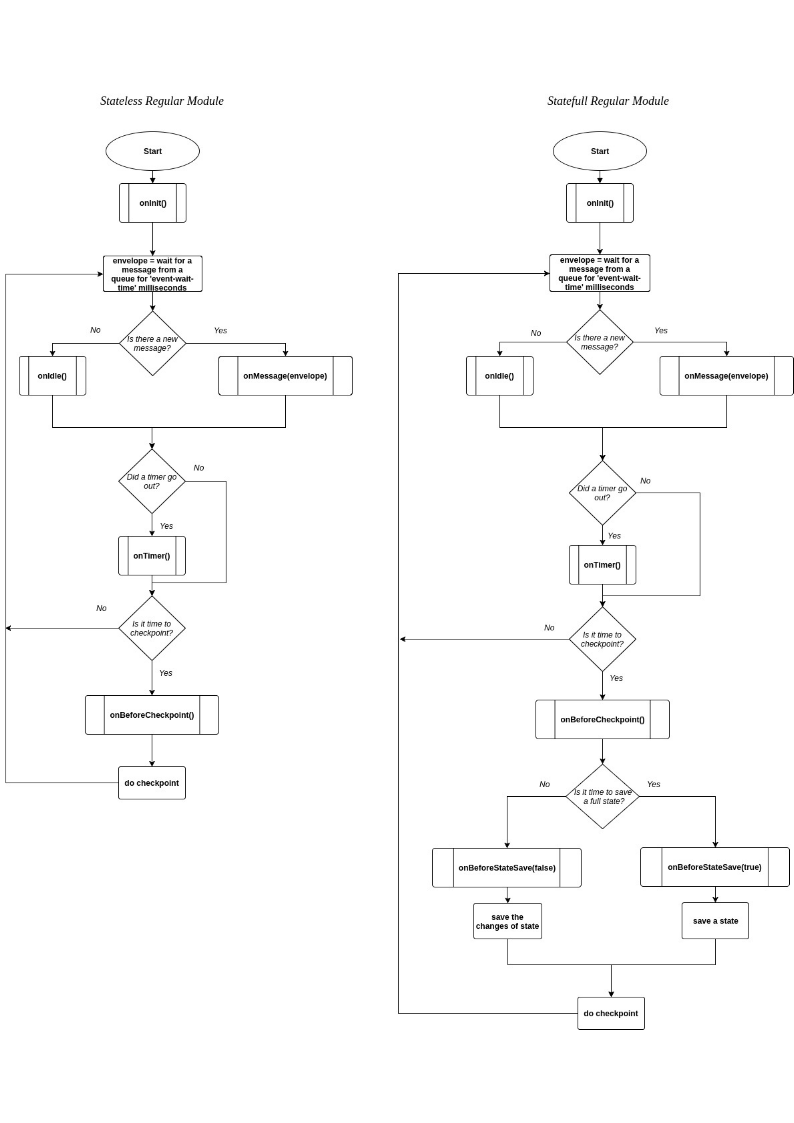 Stateless Regular Module
Start
onInit()
envelope = wait for a
message from a
queue for 'event-wait-
time' milliseconds
Is there a new
message?
No
Yes
onIdle()
onMessage(envelope)
Did a timer go
out?
No
Yes
onTimer()
Is it time to
checkpoint?
No
Yes
onBeforeCheckpoint()
do checkpoint
Statefull Regular Module
Start
onInit()
envelope = wait for a
message from a
queue for 'event-wait-
time' milliseconds
Is there a new
message?
No
Yes
onIdle()
onMessage(envelope)
Did a timer go
out?
No
Yes
onTimer()
Is it time to
checkpoint?
No
Yes
onBeforeCheckpoint()
Is it time to save
a full state?
No
Yes
onBeforeStateSave(false)
onBeforeStateSave(true)
save the
changes of state
save a state
do checkpoint